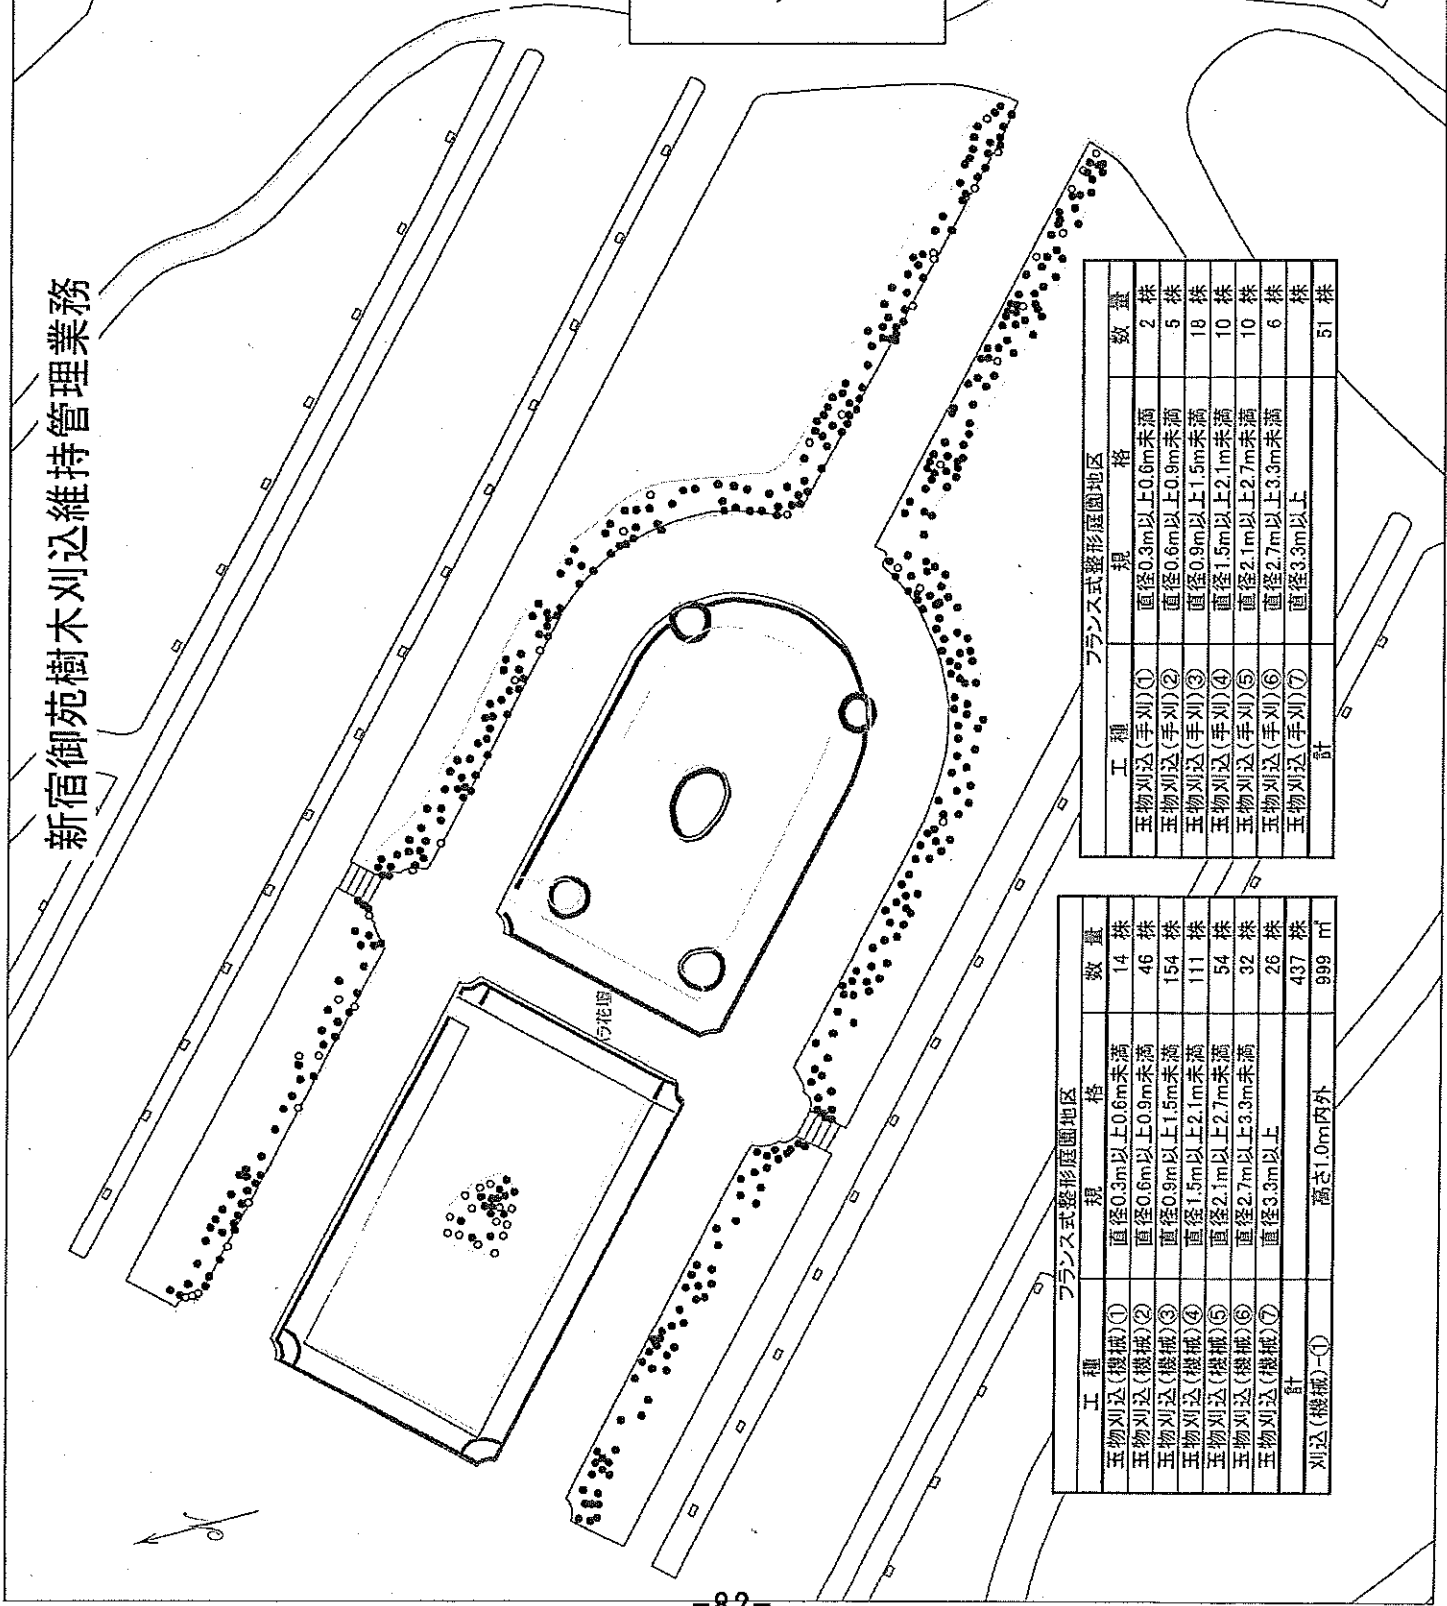 新宿御苑樹木刈込維持管理業務
バラ花壇
フランス式整形庭園地区
工種 規格 数量
玉物刈込(機械)① 直径0.3m以上0.6m未満 14 株
玉物刈込(機械)② 直径0.6m以上0.9m未満 46 株
玉物刈込(機械)③ 直径0.9m以上1.5m未満 154 株
玉物刈込(機械)④ 直径1.5m以上2.1m未満 111 株
玉物刈込(機械)⑤ 直径2.1m以上2.7m未満 54 株
玉物刈込(機械)⑥ 直径2.7m以上3.3m未満 32 株
玉物刈込(機械)⑦ 直径3.3m以上 26 株
計 437 株
刈込(機械)-① 高さ1.0m内外 999 ㎡
フランス式整形庭園地区
工種 規格 数量
玉物刈込(手刈)① 直径0.3m以上0.6m未満 2 株
玉物刈込(手刈)② 直径0.6m以上0.9m未満 5 株
玉物刈込(手刈)③ 直径0.9m以上1.5m未満 18 株
玉物刈込(手刈)④ 直径1.5m以上2.1m未満 10 株
玉物刈込(手刈)⑤ 直径2.1m以上2.7m未満 10 株
玉物刈込(手刈)⑥ 直径2.7m以上3.3m未満 6 株
玉物刈込(手刈)⑦ 直径3.3m以上 株
計 51 株
-82-